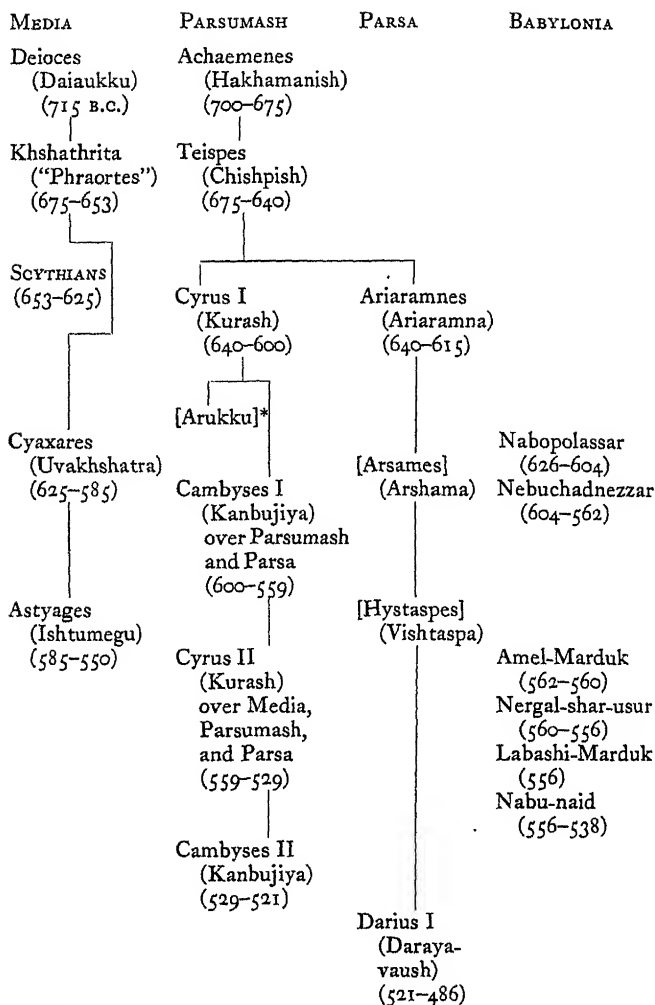 MEDIA
Deioces
(Daiaukku)
(715 B.C.)
Khshathrita
("Phraortes")
(675–653)
SCYTHIANS
(653–625)
Cyaxares
(Uvakhshatra)
(625–585)
Astyages
(Ishtumegu)
(585–550)
PARSUMASH
Achaemenes
(Hakhamanish)
(700–675)
Teispes
(Chishpish)
(675–640)
Cyrus I
(Kurash)
(640–600)
[Arukku]*
Cambyses I
(Kanbujiya)
over Parsumash
and Parsa
(600–559)
Cyrus II
(Kurash)
over Media,
Parsumash,
and Parsa
(559–529)
Cambyses II
(Kanbujiya)
(529–521)
PARSA
Ariaramnes
(Ariaramna)
(640–615)
[Arsames]
(Arshama)
[Hystaspes]
(Vishtaspa)
Darius I
(Daraya-
vaush)
(521–486)
BABYLONIA
Nabopolassar
(626–604)
Nebuchadnezzar
(604–562)
Amel-Marduk
(562–560)
Nergal-shar-usur
(560–556)
Labashi-Marduk
(556)
Nabu-naid
(556–538)